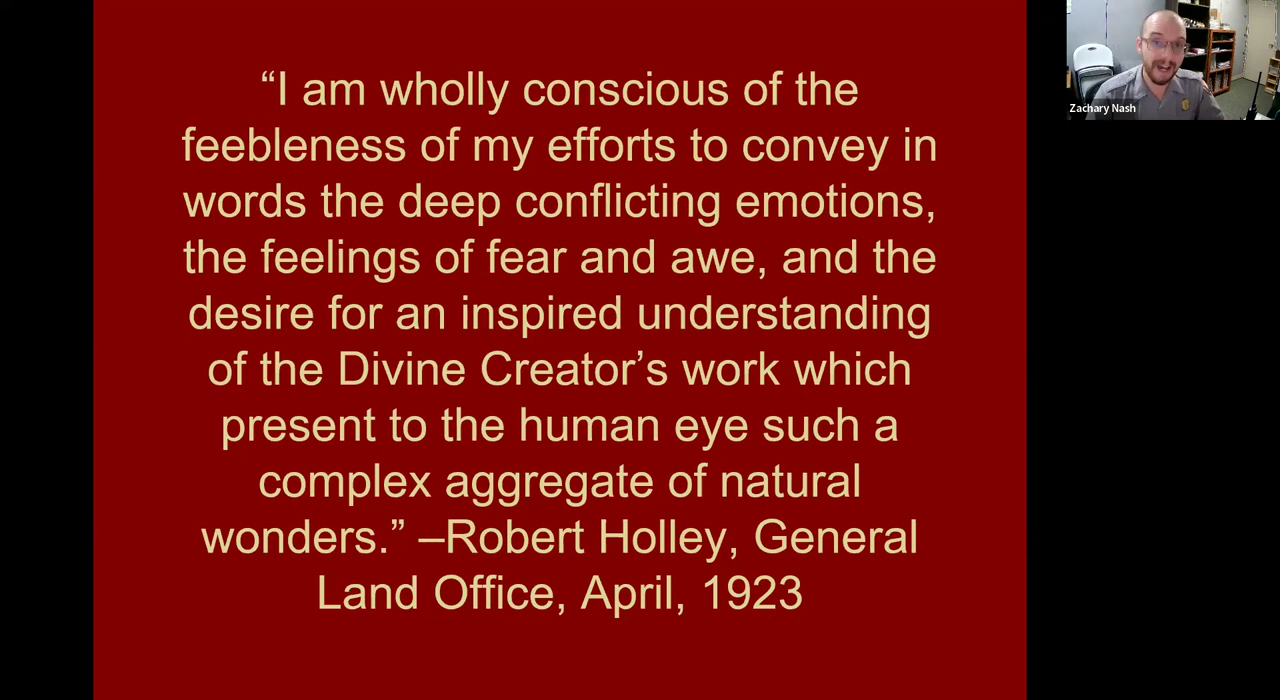 “I am wholly conscious of the
feebleness of my efforts to convey in
words the deep conflicting emotions,
the feelings of fear and awe, and the
desire for an inspired understanding
of the Divine Creator’s work which
present to the human eye such a
complex aggregate of natural
wonders.” –Robert Holley, General
Land Office, April, 1923
Zachary Nash